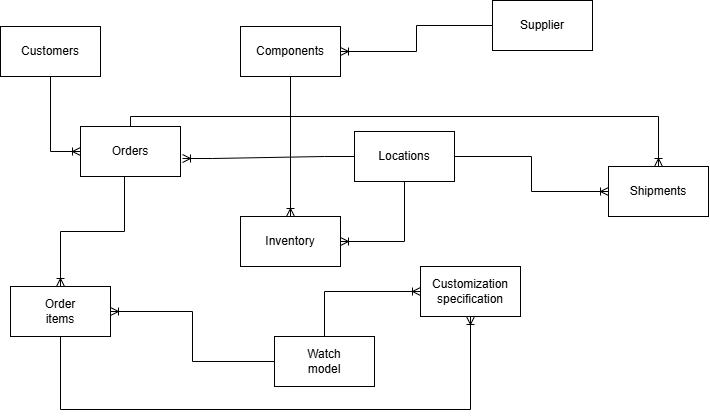 Supplier
Customers
Components
Orders
Locations
Shipments
Inventory
Customization
specification
Order
items
Watch
model